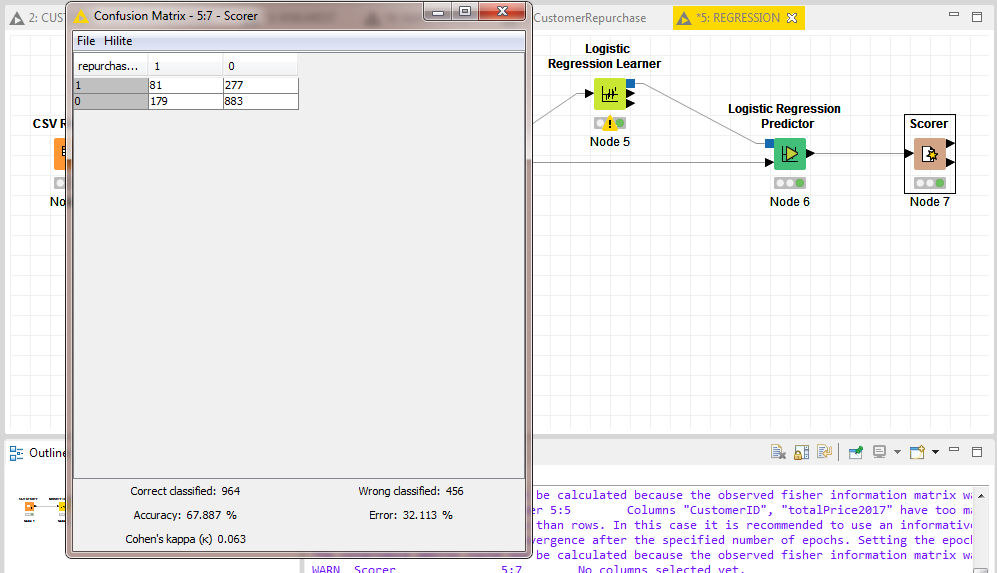 2: CUST
Confusion Matrix - 5:7 - Scorer
CustomerRepurchase
*5: REGRESSION
File Hilite
repurchas... 1 0
1 81 277
0 179 883
Correct classified: 964 Wrong classified: 456
Accuracy: 67.887 % Error: 32.113 %
Cohen's kappa (κ) 0.063
CSV R
Nod
Logistic
Regression Learner
Node 5
Logistic Regression
Predictor
Node 6
Scorer
Node 7
Outline
be calculated because the observed fisher information matrix wa
er 5:5 Columns "CustomerID", "totalPrice2017" have too ma
than rows. In this case it is recommended to use an informative
vergence after the specified number of epochs. Setting the epoch
be calculated because the observed fisher information matrix wa
WARN Scorer 5:7 No columns selected yet.